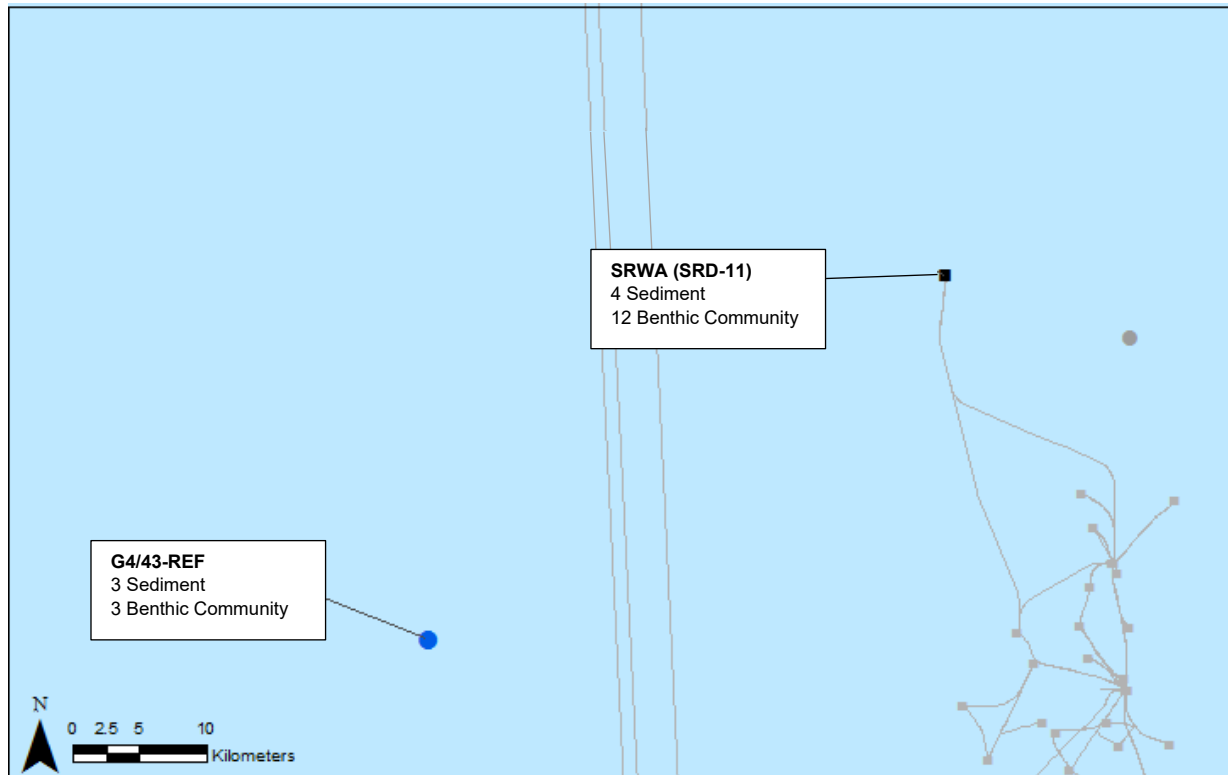 SRWA (SRD-11)
4 Sediment
12 Benthic Community
G4/43-REF
3 Sediment
3 Benthic Community
N
0 2.5 5 10
Kilometers